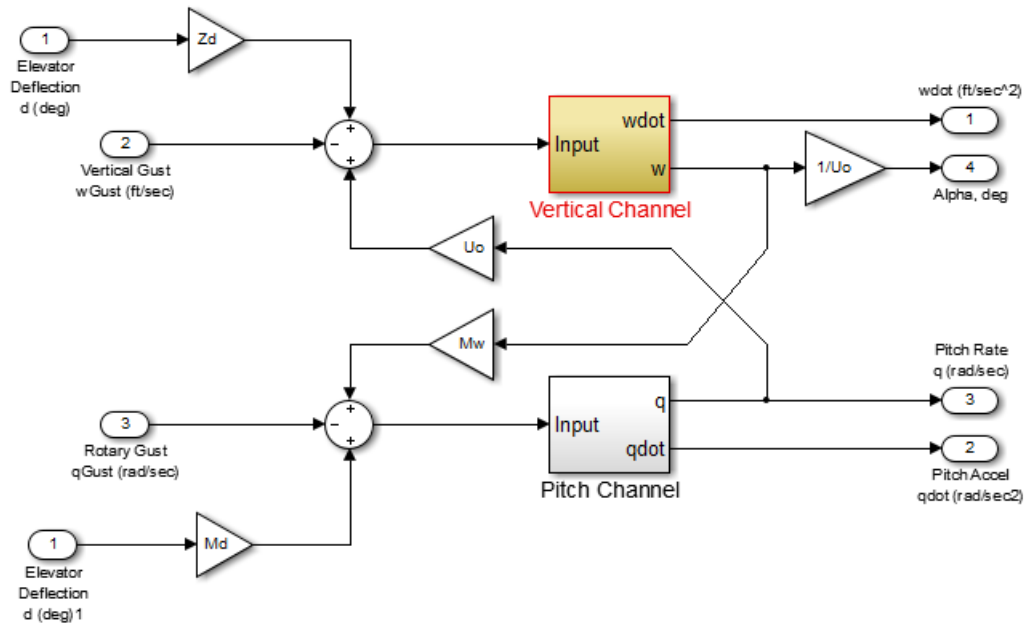 1
Elevator
Deflection
d (deg)
Zd
2
Vertical Gust
wGust (ft/sec)
+
-
+
Input
wdot
w
Vertical Channel
wdot (ft/sec^2)
1
1/Uo
4
Alpha, deg
Uo
Mw
3
Rotary Gust
qGust (rad/sec)
+
-
+
Input
q
qdot
Pitch Channel
Pitch Rate
q (rad/sec)
3
2
Pitch Accel
qdot (rad/sec2)
1
Elevator
Deflection
d (deg)1
Md